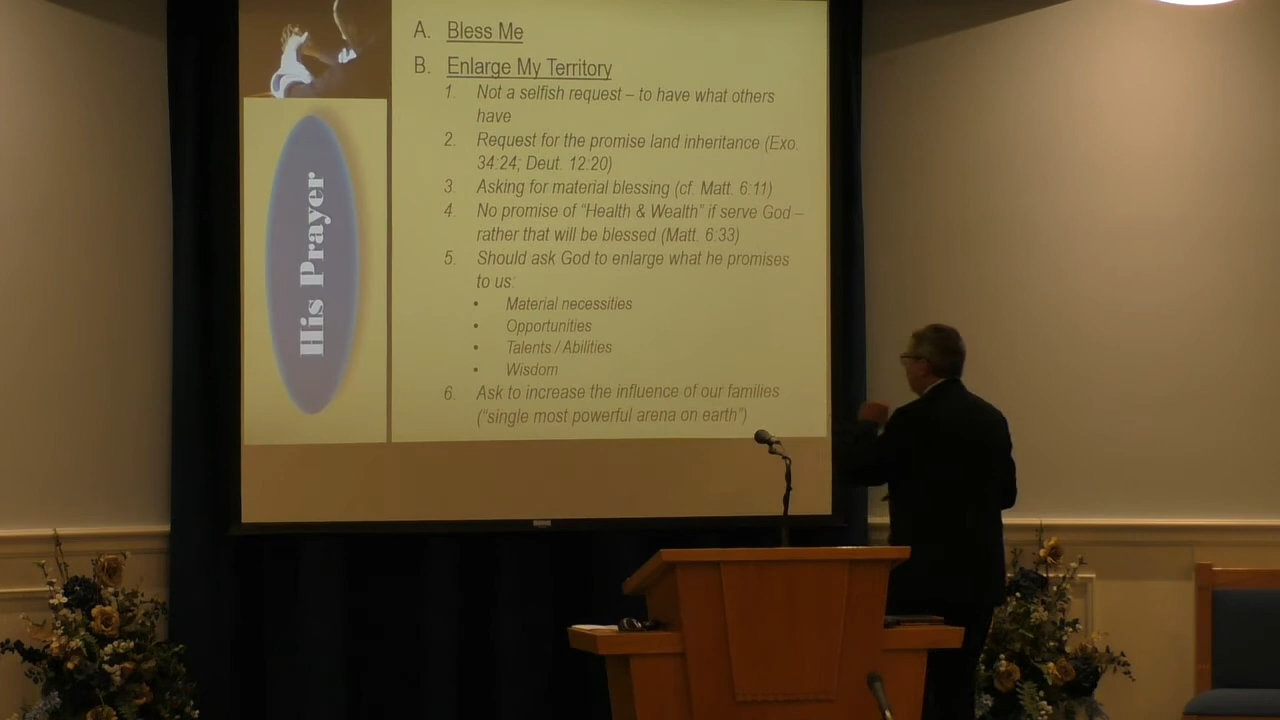 His Prayer
A. Bless Me
B. Enlarge My Territory
1. Not a selfish request – to have what others
have
2. Request for the promise land inheritance (Exo.
34:24; Deut. 12:20)
3. Asking for material blessing (cf. Matt. 6:11)
4. No promise of “Health & Wealth” if serve God –
rather that will be blessed (Matt. 6:33)
5. Should ask God to enlarge what he promises
to us:
• Material necessities
• Opportunities
• Talents / Abilities
• Wisdom
6. Ask to increase the influence of our families
(“single most powerful arena on earth”)